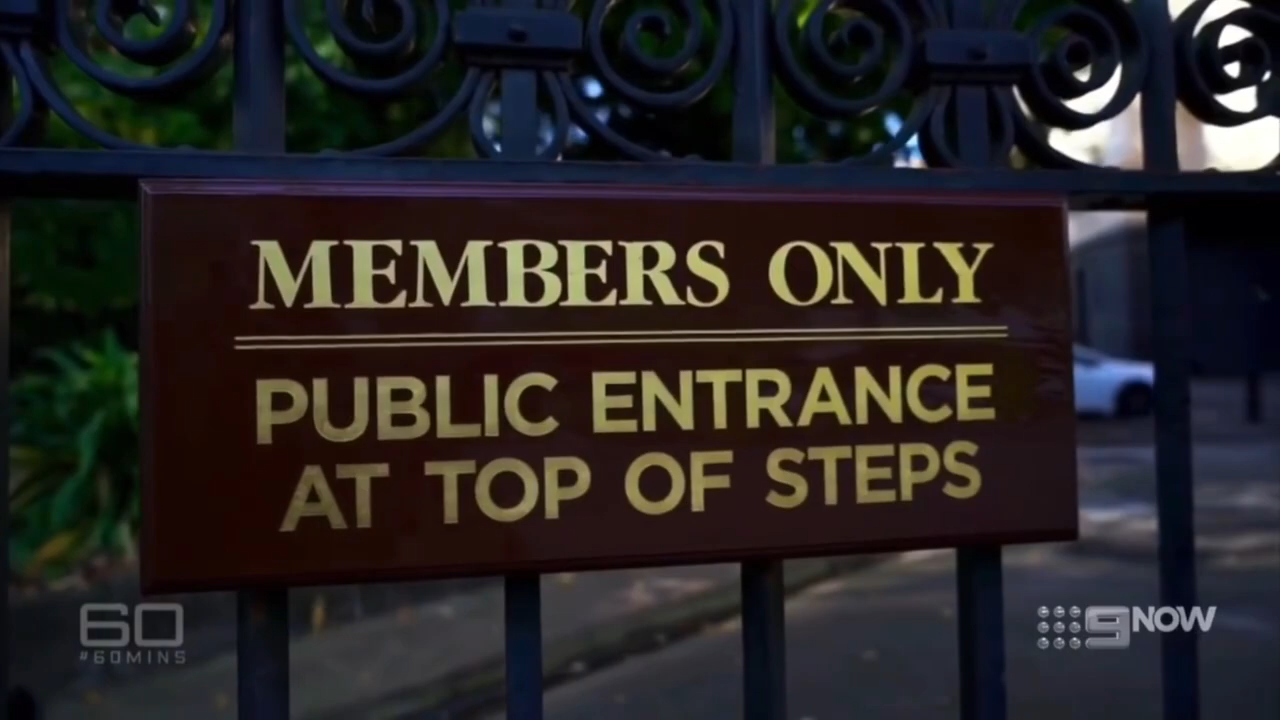 MEMBERS ONLY
PUBLIC ENTRANCE
AT TOP OF STEPS
60
#60MINS
9NOW